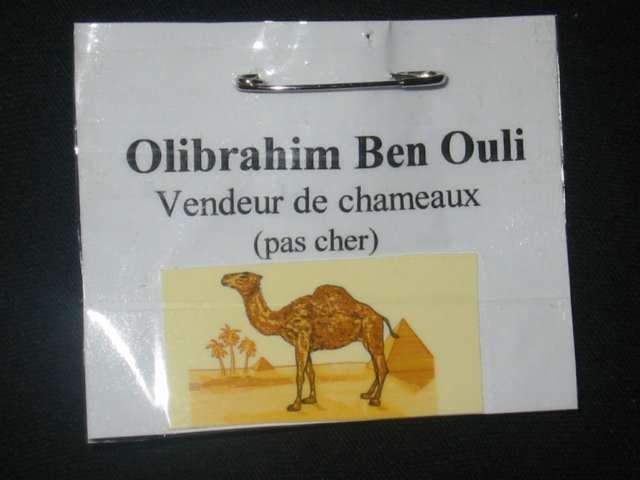 Olibrahim Ben Ouli
Vendeur de chameaux
(pas cher)